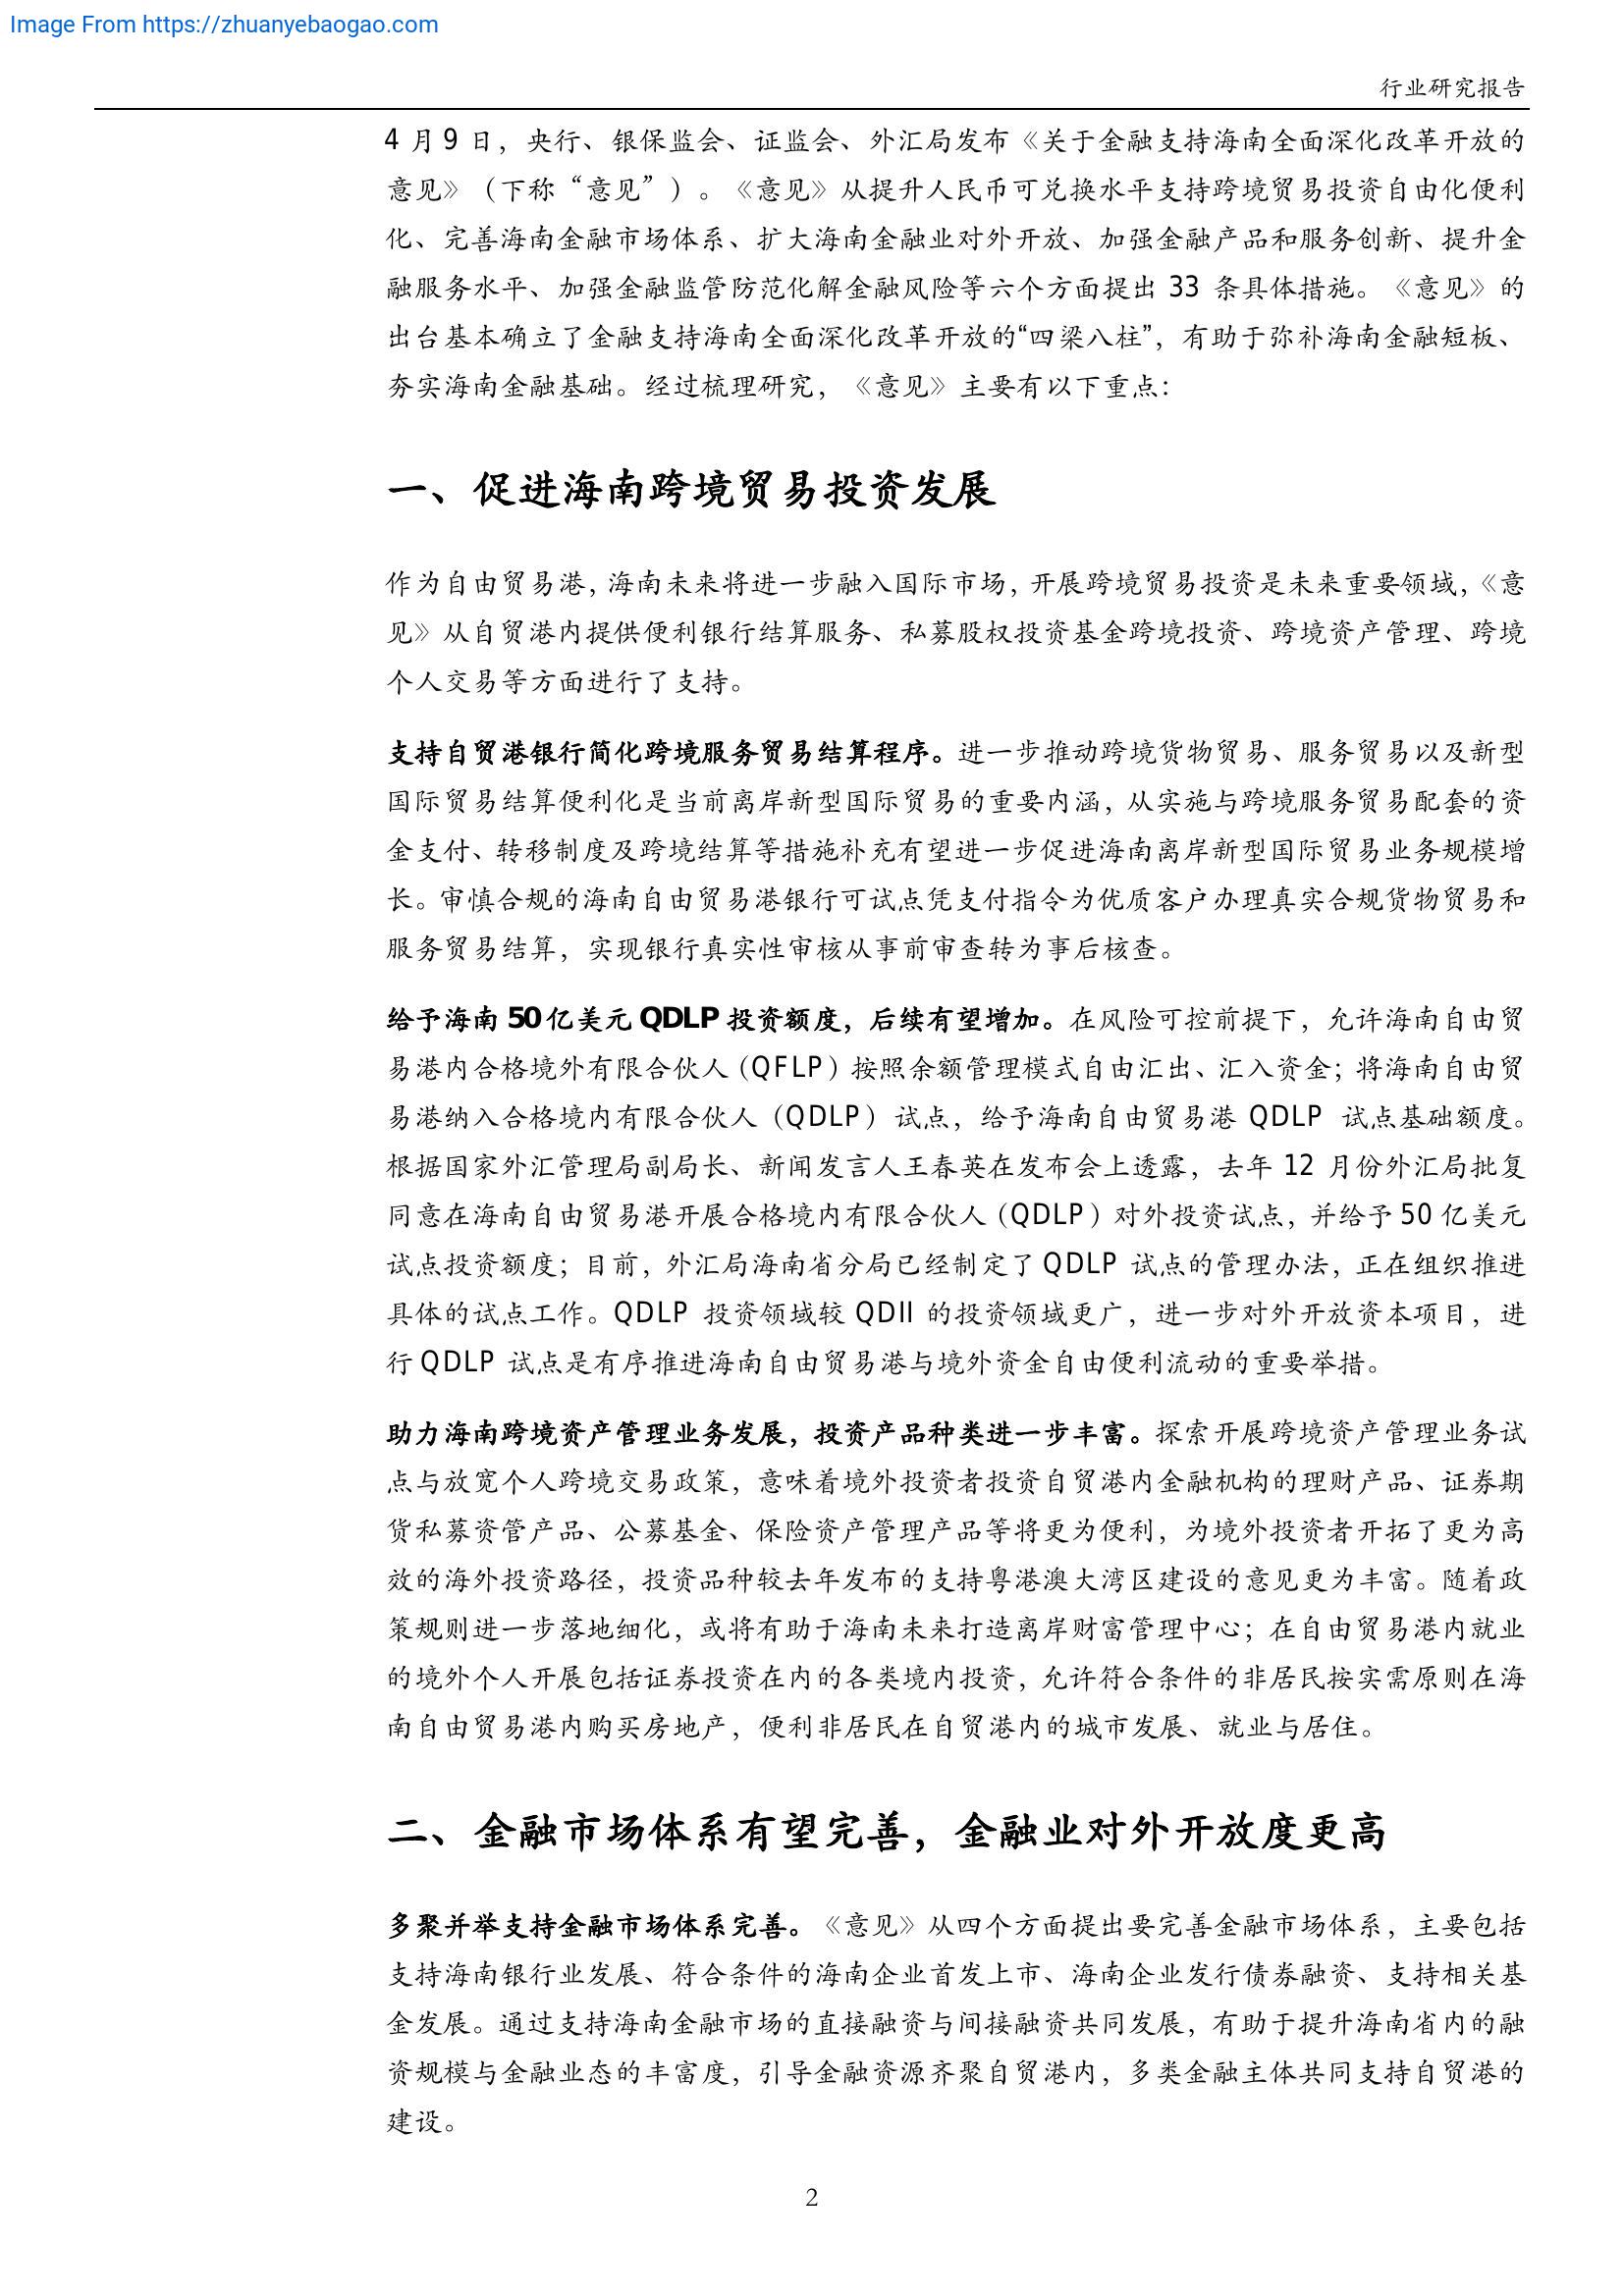 Image From https://zhuanyebaogao.com
行业研究报告
4 月 9 日，央行、银保监会、证监会、外汇局发布《关于金融支持海南全面深化改革开放的
意见》（下称“意见”）。《意见》从提升人民币可兑换水平支持跨境贸易投资自由化便利
化、完善海南金融市场体系、扩大海南金融业对外开放、加强金融产品和服务创新、提升金
融服务水平、加强金融监管防范化解金融风险等六个方面提出 33 条具体措施。《意见》的
出台基本确立了金融支持海南全面深化改革开放的“四梁八柱”，有助于弥补海南金融短板、
夯实海南金融基础。经过梳理研究，《意见》主要有以下重点：
一、促进海南跨境贸易投资发展
作为自由贸易港，海南未来将进一步融入国际市场，开展跨境贸易投资是未来重要领域，《意
见》从自贸港内提供便利银行结算服务、私募股权投资基金跨境投资、跨境资产管理、跨境
个人交易等方面进行了支持。
支持自贸港银行简化跨境服务贸易结算程序。进一步推动跨境货物贸易、服务贸易以及新型
国际贸易结算便利化是当前离岸新型国际贸易的重要内涵，从实施与跨境服务贸易配套的资
金支付、转移制度及跨境结算等措施补充有望进一步促进海南离岸新型国际贸易业务规模增
长。审慎合规的海南自由贸易港银行可试点凭支付指令为优质客户办理真实合规货物贸易和
服务贸易结算，实现银行真实性审核从事前审查转为事后核查。
给予海南 50 亿美元 QDLP 投资额度，后续有望增加。在风险可控前提下，允许海南自由贸
易港内合格境外有限合伙人（QFLP）按照余额管理模式自由汇出、汇入资金；将海南自由贸
易港纳入合格境内有限合伙人（QDLP）试点，给予海南自由贸易港 QDLP 试点基础额度。
根据国家外汇管理局副局长、新闻发言人王春英在发布会上透露，去年 12 月份外汇局批复
同意在海南自由贸易港开展合格境内有限合伙人（QDLP）对外投资试点，并给予 50 亿美元
试点投资额度；目前，外汇局海南省分局已经制定了 QDLP 试点的管理办法，正在组织推进
具体的试点工作。QDLP 投资领域较 QDII 的投资领域更广，进一步对外开放资本项目，进
行 QDLP 试点是有序推进海南自由贸易港与境外资金自由便利流动的重要举措。
助力海南跨境资产管理业务发展，投资产品种类进一步丰富。探索开展跨境资产管理业务试
点与放宽个人跨境交易政策，意味着境外投资者投资自贸港内金融机构的理财产品、证券期
货私募资管产品、公募基金、保险资产管理产品等将更为便利，为境外投资者开拓了更为高
效的海外投资路径，投资品种较去年发布的支持粤港澳大湾区建设的意见更为丰富。随着政
策规则进一步落地细化，或将有助于海南未来打造离岸财富管理中心；在自由贸易港内就业
的境外个人开展包括证券投资在内的各类境内投资，允许符合条件的非居民按实需原则在海
南自由贸易港内购买房地产，便利非居民在自贸港内的城市发展、就业与居住。
二、金融市场体系有望完善，金融业对外开放度更高
多聚并举支持金融市场体系完善。《意见》从四个方面提出要完善金融市场体系，主要包括
支持海南银行业发展、符合条件的海南企业首发上市、海南企业发行债券融资、支持相关基
金发展。通过支持海南金融市场的直接融资与间接融资共同发展，有助于提升海南省内的融
资规模与金融业态的丰富度，引导金融资源齐聚自贸港内，多类金融主体共同支持自贸港的
建设。
2